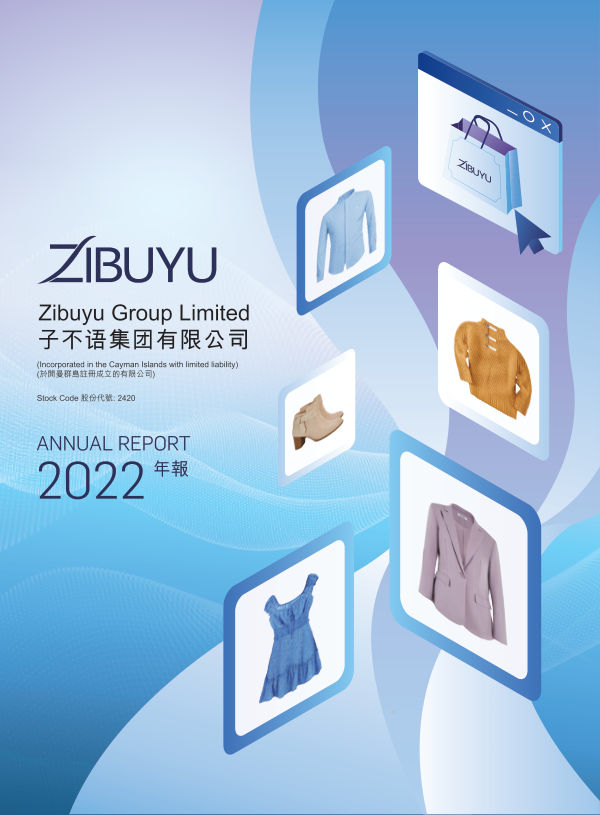 ZIBUYU
ZIBUYU
Zibuyu Group Limited
子不语集团有限公司
(Incorporated in the Cayman Islands with limited liability)
(於開曼群島註冊成立的有限公司)
Stock Code 股份代號: 2420
ANNUAL REPORT
2022 年報